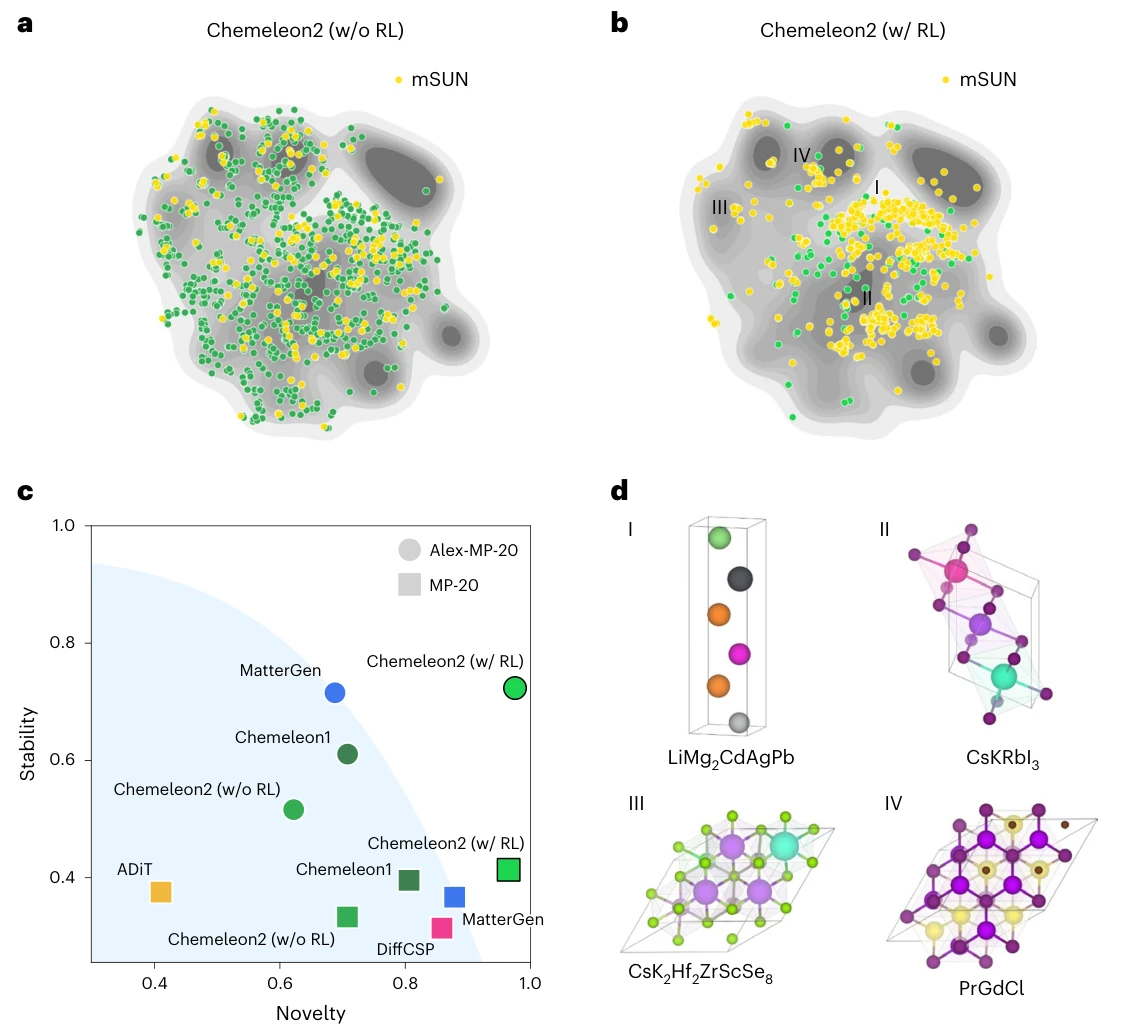 a
Chemeleon2 (w/o RL)
mSUN
b
Chemeleon2 (w/ RL)
mSUN
IV
I
III
II
c
1.0
0.8
0.6
0.4
Stability
Alex-MP-20
MP-20
Chemeleon2 (w/ RL)
MatterGen
Chemeleon1
Chemeleon2 (w/o RL)
Chemeleon2 (w/ RL)
ADiT
Chemeleon1
MatterGen
Chemeleon2 (w/o RL)
DiffCSP
0.4
0.6
0.8
1.0
Novelty
d
I
II
LiMg₂CdAgPb
CsKRbI₃
III
IV
CsK₂Hf₂ZrScSe₈
PrGdCl